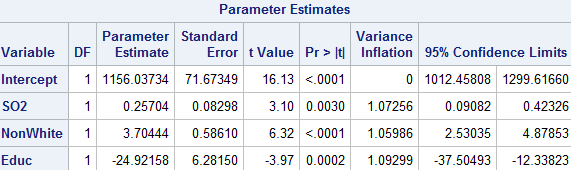 Parameter Estimates
Variable DF Parameter Estimate Standard Error t Value Pr > |t| Variance Inflation 95% Confidence Limits
Intercept 1 1156.03734 71.67349 16.13 <.0001 0 1012.45808 1299.61660
SO2 1 0.25704 0.08298 3.10 0.0030 1.07256 0.09082 0.42326
NonWhite 1 3.70444 0.58610 6.32 <.0001 1.05986 2.53035 4.87853
Educ 1 -24.92158 6.28150 -3.97 0.0002 1.09299 -37.50493 -12.33823